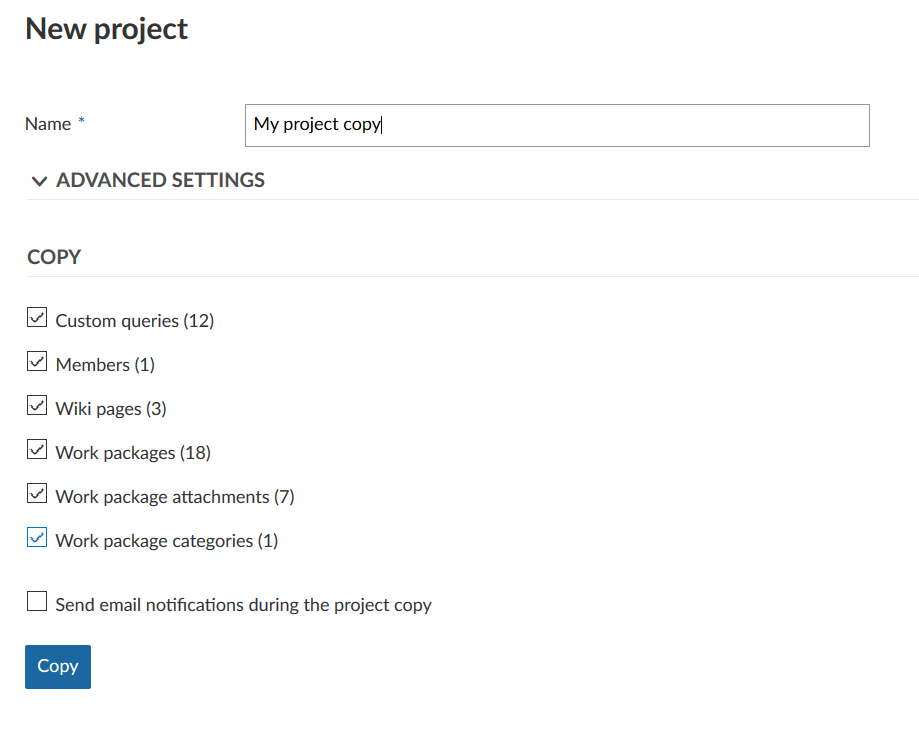 New project
Name *
My project copy
ADVANCED SETTINGS
COPY
Custom queries (12)
Members (1)
Wiki pages (3)
Work packages (18)
Work package attachments (7)
Work package categories (1)
Send email notifications during the project copy
Copy